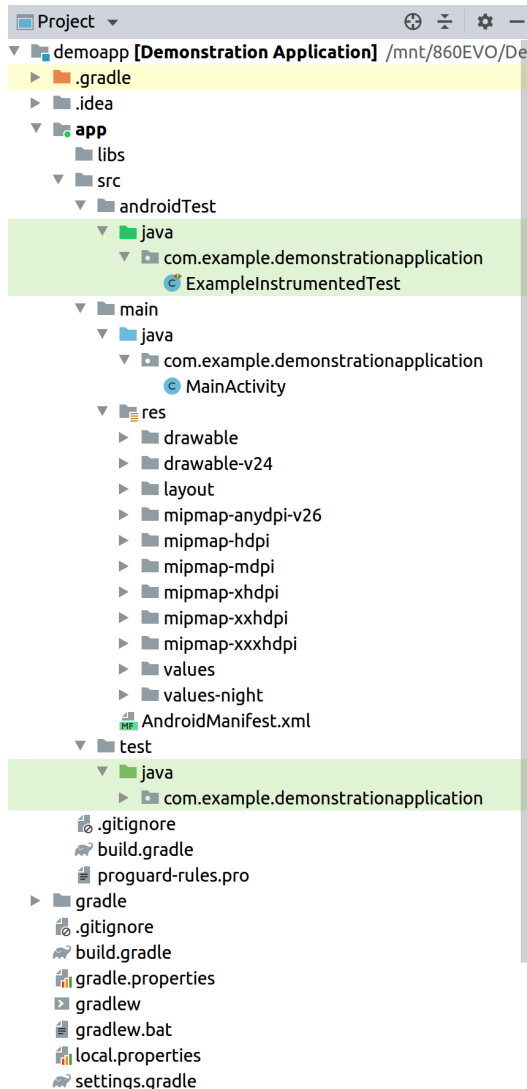 Project
demoapp [Demonstration Application] /mnt/860EVO/De
.gradle
.idea
app
libs
src
androidTest
java
com.example.demonstrationapplication
C ExampleInstrumentedTest
main
java
com.example.demonstrationapplication
C MainActivity
res
drawable
drawable-v24
layout
mipmap-anydpi-v26
mipmap-hdpi
mipmap-mdpi
mipmap-xhdpi
mipmap-xxhdpi
mipmap-xxxhdpi
values
values-night
MF AndroidManifest.xml
test
java
com.example.demonstrationapplication
.gitignore
build.gradle
proguard-rules.pro
gradle
.gitignore
build.gradle
gradle.properties
gradlew
gradlew.bat
local.properties
settings.gradle